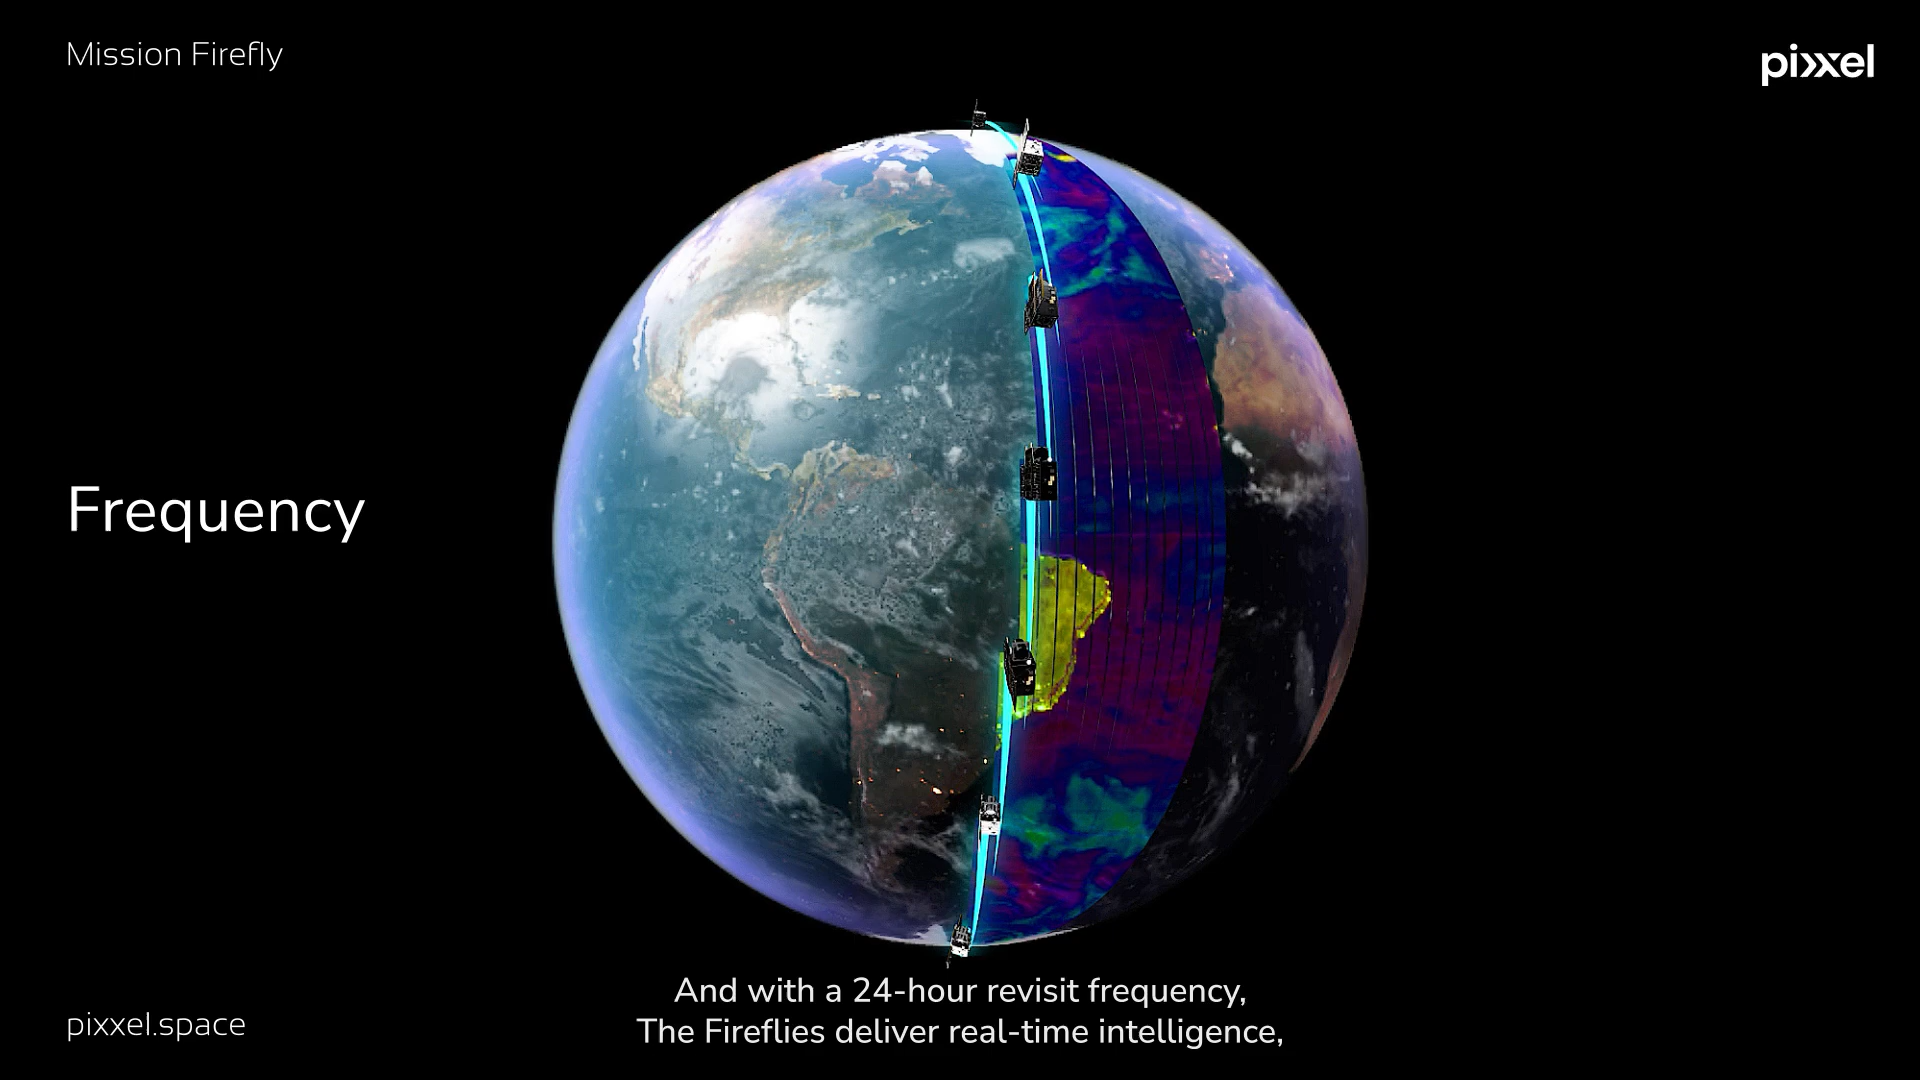 Mission Firefly
pixxel
Frequency
And with a 24-hour revisit frequency,
The Fireflies deliver real-time intelligence,
pixxel.space